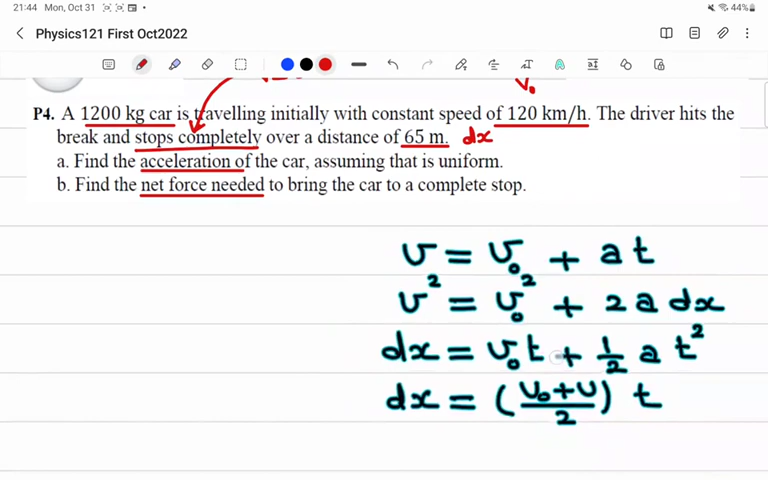 21:44 Mon, Oct 31
44%
Physics121 First Oct2022
v₀
P4. A 1200 kg car is travelling initially with constant speed of 120 km/h. The driver hits the
break and stops completely over a distance of 65 m. dx
a. Find the acceleration of the car, assuming that is uniform.
b. Find the net force needed to bring the car to a complete stop.
v = v₀ + at
v² = v₀² + 2a dx
dx = v₀t + ½ a t²
dx = (v₀+v/2) t